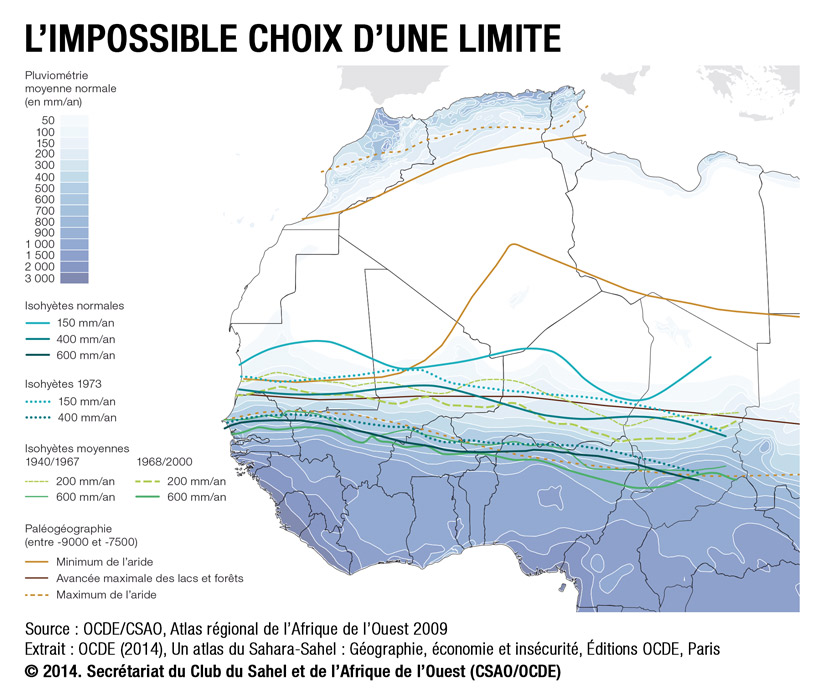 L'IMPOSSIBLE CHOIX D'UNE LIMITE
Pluviométrie
moyenne normale
(en mm/an)
50
100
150
200
300
400
500
600
700
800
900
1 000
1 500
2 000
3 000
Isohyètes normales
150 mm/an
400 mm/an
600 mm/an
Isohyètes 1973
150 mm/an
400 mm/an
Isohyètes moyennes
1940/1967 1968/2000
200 mm/an 200 mm/an
600 mm/an 600 mm/an
Paléogéographie
(entre -9000 et -7500)
Minimum de l'aride
Avancée maximale des lacs et forêts
Maximum de l'aride
Source : OCDE/CSAO, Atlas régional de l'Afrique de l'Ouest 2009
Extrait : OCDE (2014), Un atlas du Sahara-Sahel : Géographie, économie et insécurité, Éditions OCDE, Paris
© 2014. Secrétariat du Club du Sahel et de l'Afrique de l'Ouest (CSAO/OCDE)